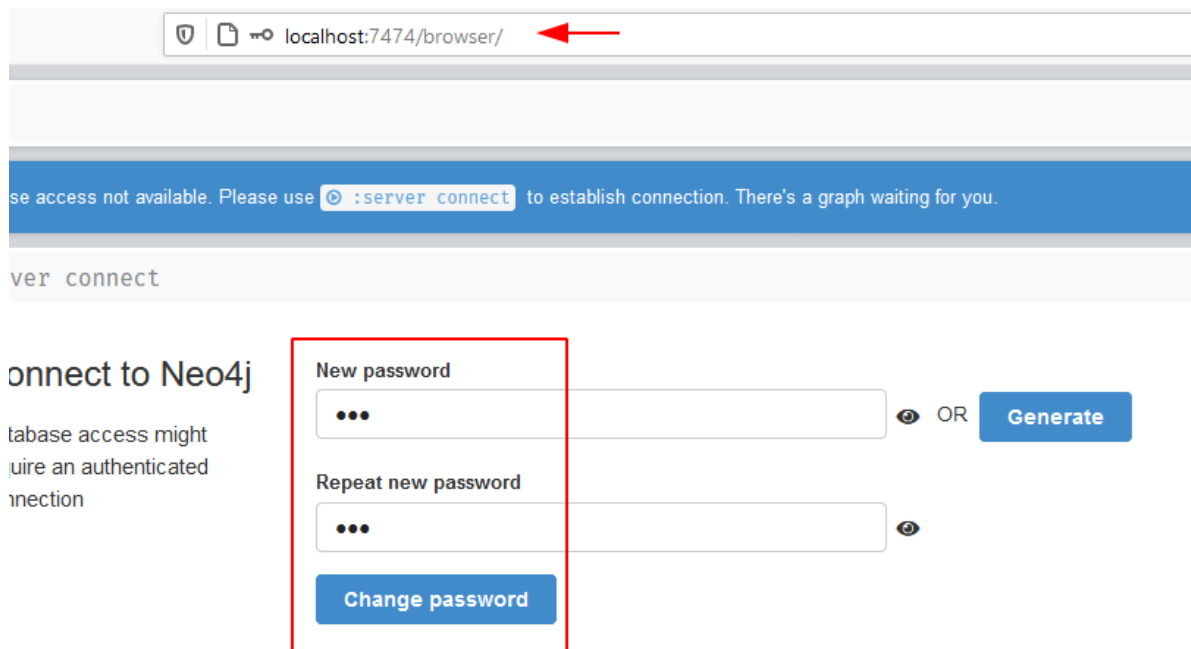 localhost:7474/browser/
se access not available. Please use :server connect to establish connection. There's a graph waiting for you.
ver connect
onnect to Neo4j
tabase access might
uire an authenticated
nnection
New password
OR
Generate
Repeat new password
Change password